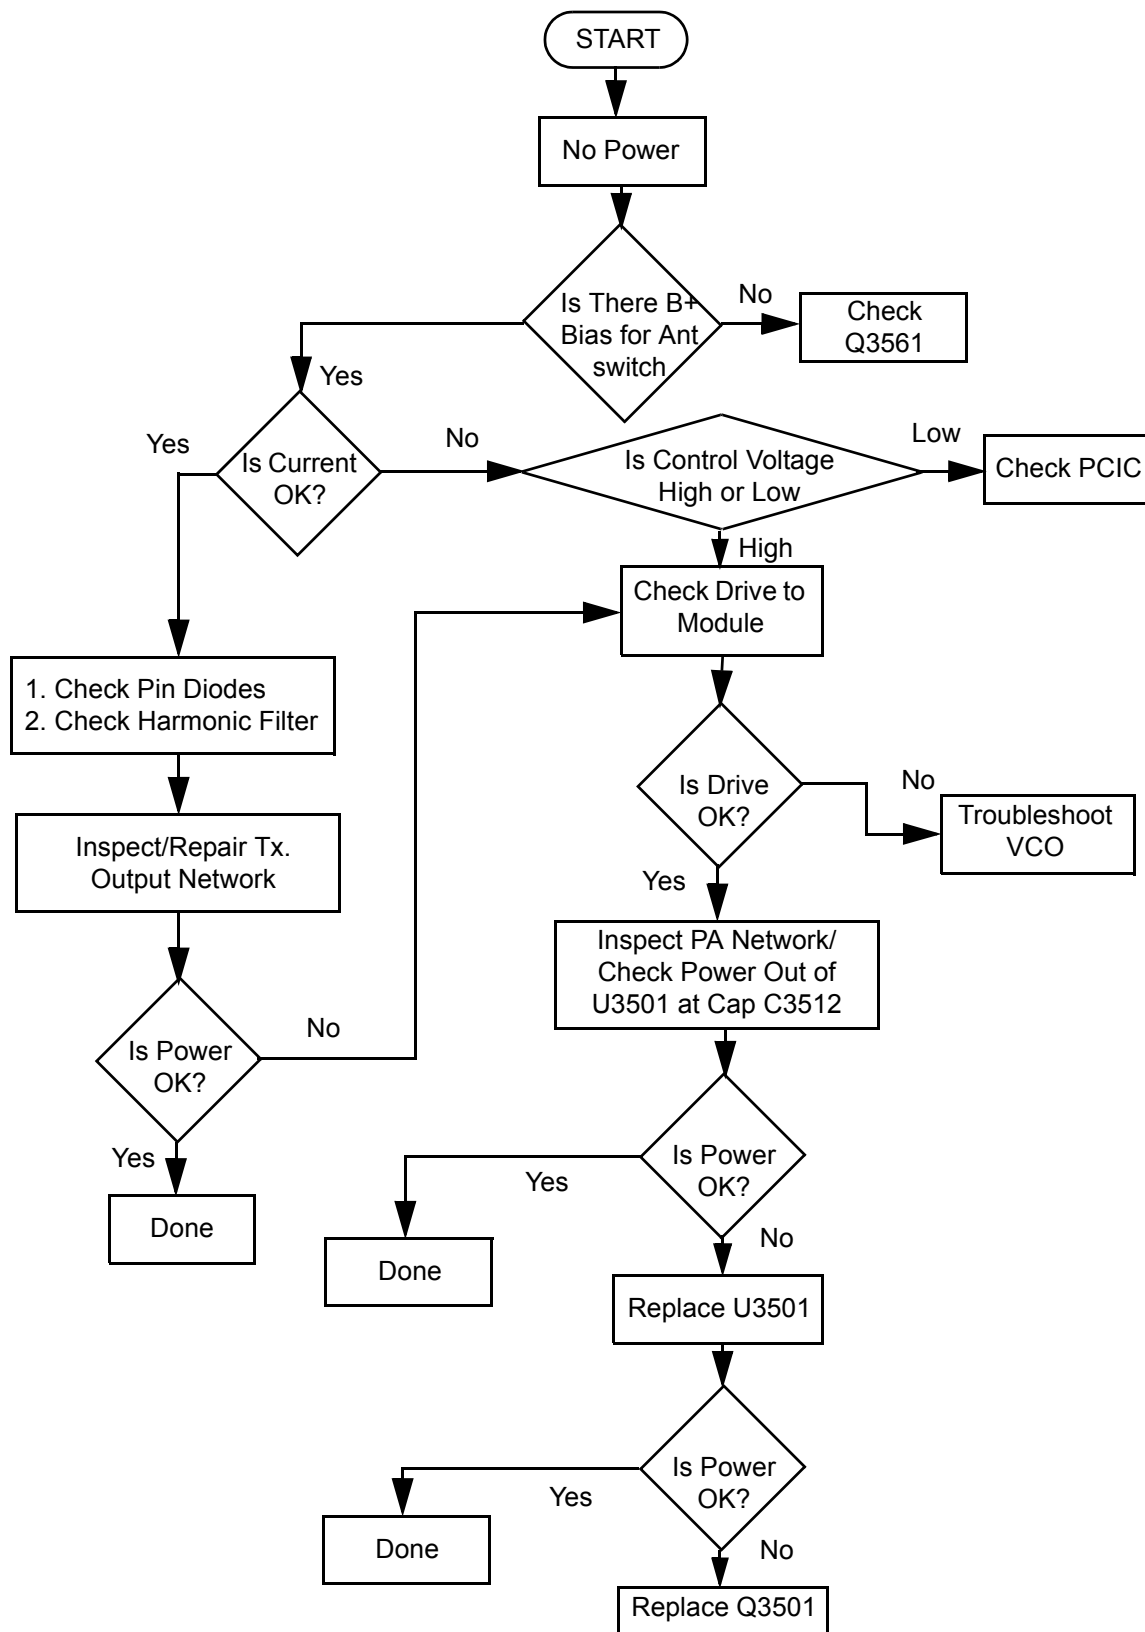 START
No Power
Is There B+
Bias for Ant
switch
No
Check
Q3561
Yes
Yes
Is Current
OK?
No
Is Control Voltage
High or Low
Low
Check PCIC
High
Check Drive to
Module
1. Check Pin Diodes
2. Check Harmonic Filter
Is Drive
OK?
No
Troubleshoot
VCO
Inspect/Repair Tx.
Output Network
Yes
Inspect PA Network/
Check Power Out of
U3501 at Cap C3512
Is Power
OK?
No
Yes
Done
Is Power
OK?
Yes
Done
No
Replace U3501
Is Power
OK?
Yes
Done
No
Replace Q3501